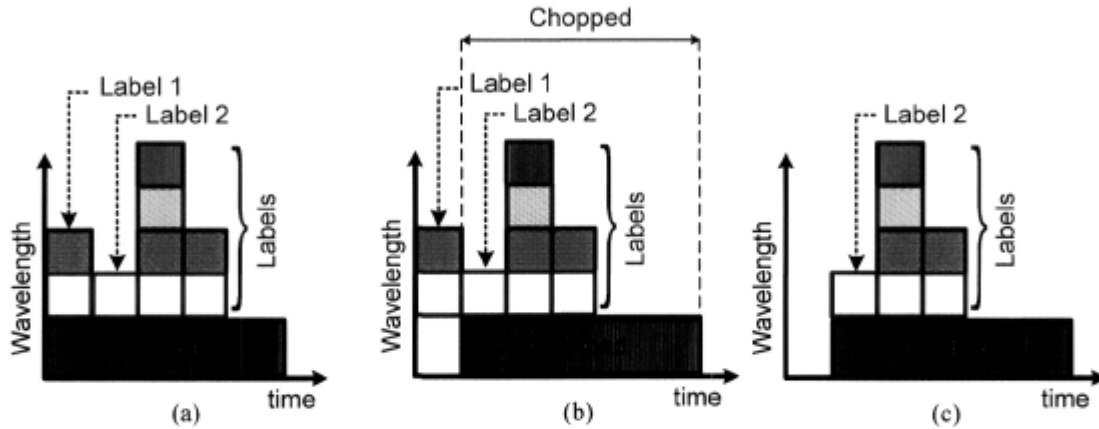 Label 1
Label 2
Labels
Wavelength
time
(a)
Chopped
Label 1
Label 2
Labels
Wavelength
time
(b)
Label 2
Labels
Wavelength
time
(c)